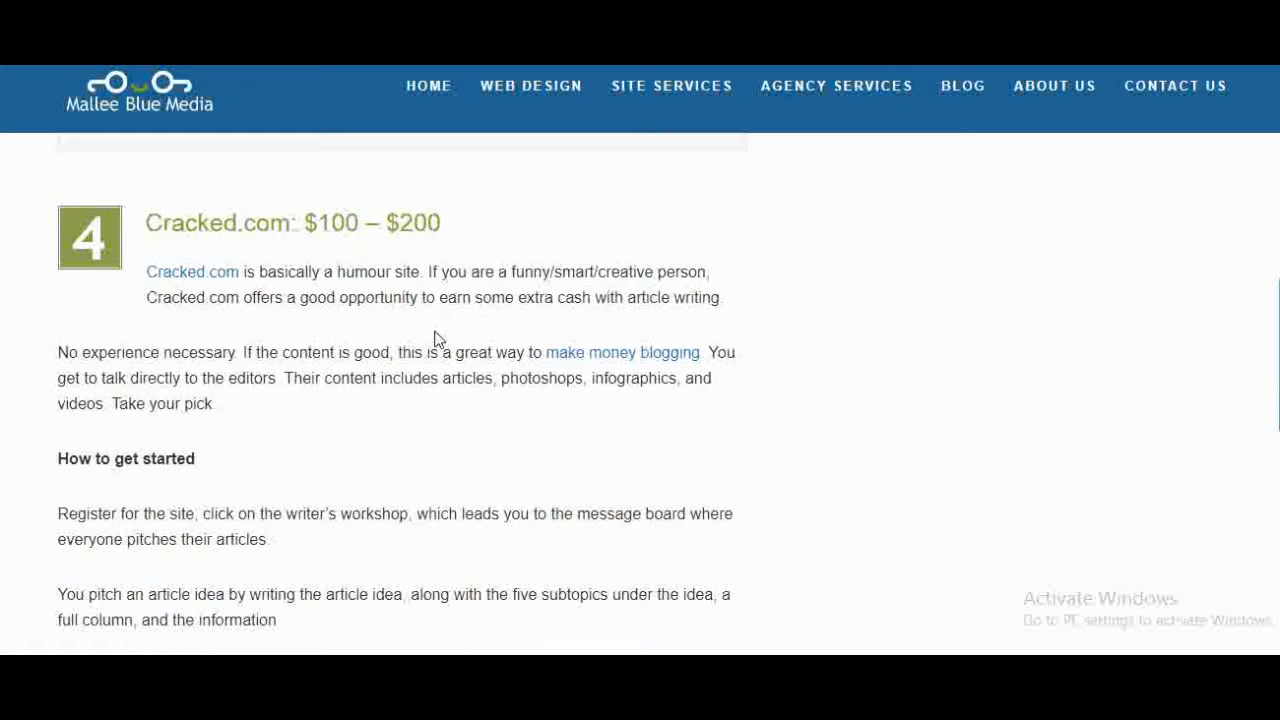 Mallee Blue Media
HOME WEB DESIGN SITE SERVICES AGENCY SERVICES BLOG ABOUT US CONTACT US
4
Cracked.com: $100 – $200
Cracked.com is basically a humour site. If you are a funny/smart/creative person,
Cracked.com offers a good opportunity to earn some extra cash with article writing.
No experience necessary. If the content is good, this is a great way to make money blogging. You
get to talk directly to the editors. Their content includes articles, photoshops, infographics, and
videos. Take your pick.
How to get started
Register for the site, click on the writer’s workshop, which leads you to the message board where
everyone pitches their articles.
You pitch an article idea by writing the article idea, along with the five subtopics under the idea, a
full column, and the information
Activate Windows
Go to PC settings to activate Windows.